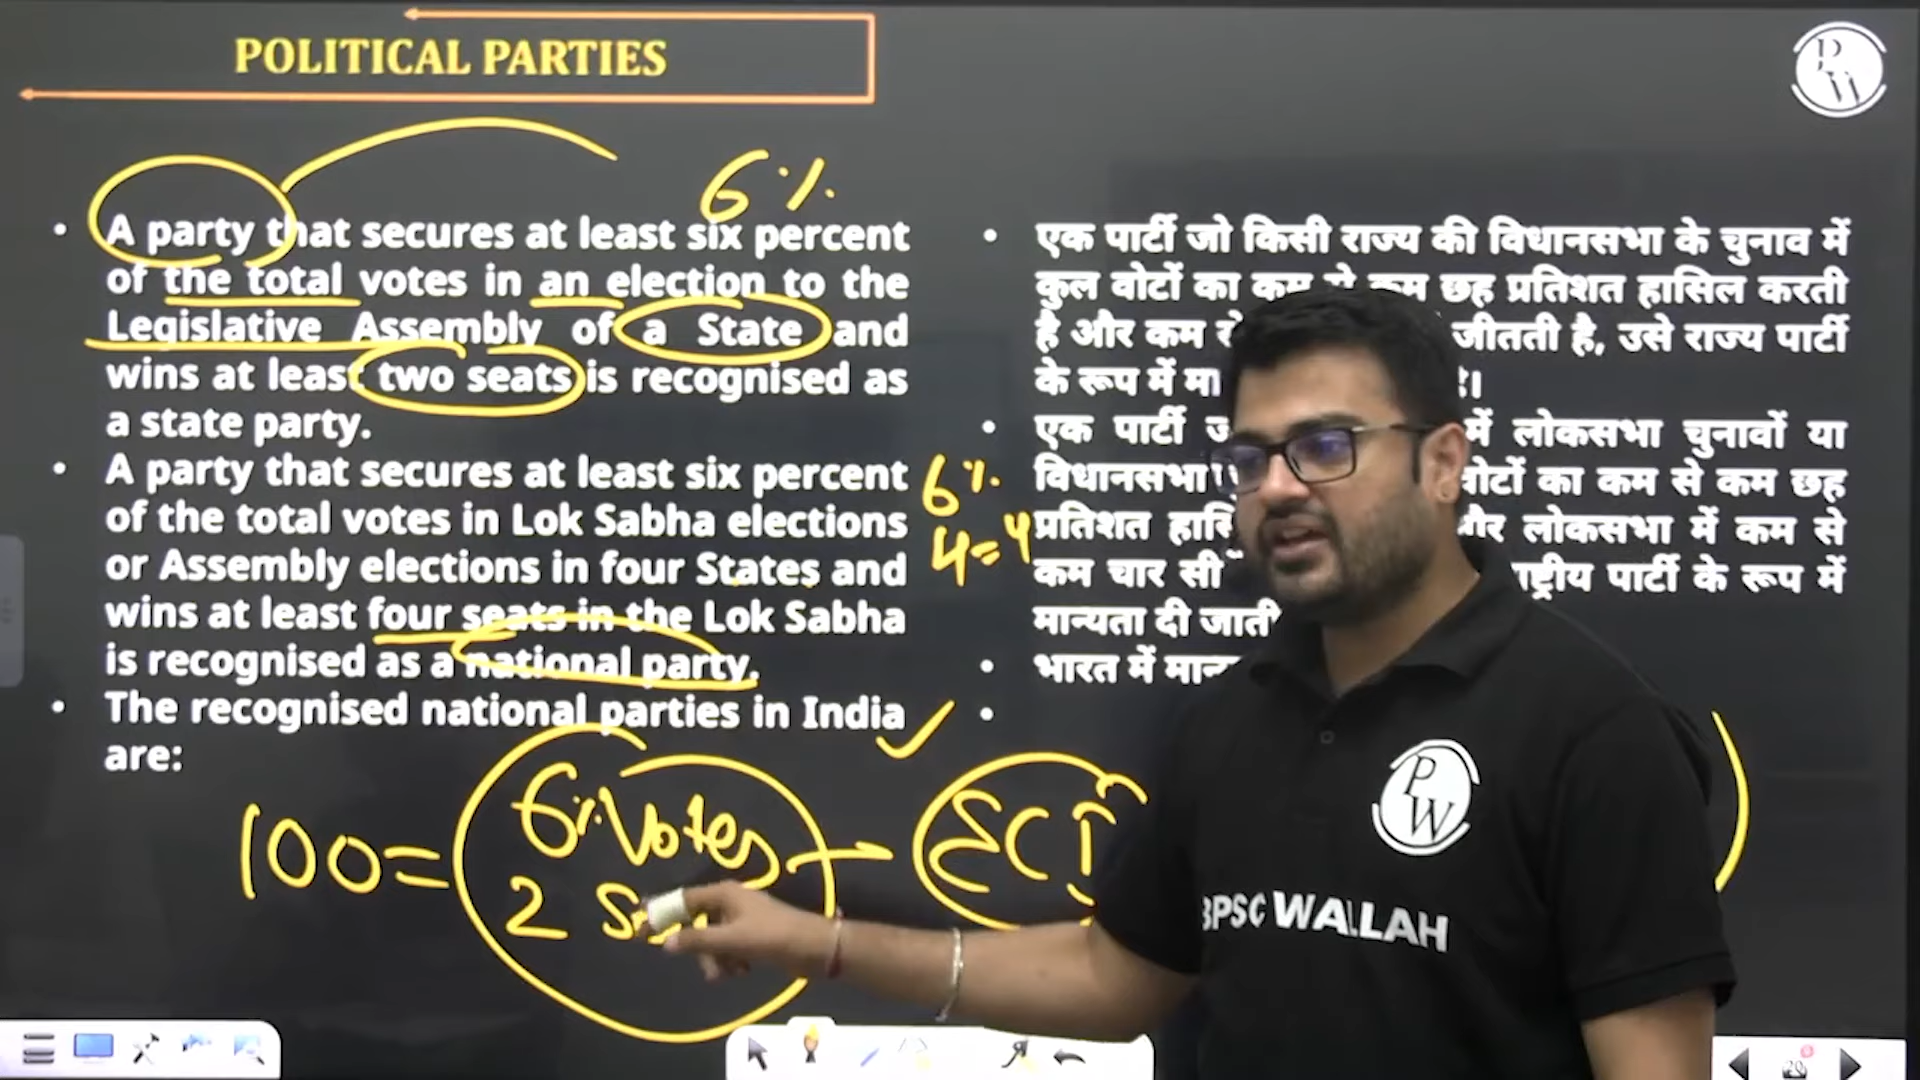 POLITICAL PARTIES
PW
6%
• A party that secures at least six percent
of the total votes in an election to the
Legislative Assembly of a State and
wins at least two seats is recognised as
a state party.
• A party that secures at least six percent
of the total votes in Lok Sabha elections
or Assembly elections in four States and
wins at least four seats in the Lok Sabha
is recognised as a national party.
• The recognised national parties in India
are:
6%
4=4
• एक पार्टी जो किसी राज्य की विधानसभा के चुनाव में
कुल वोटों का कम से कम छह प्रतिशत हासिल करती
है और कम जीतती है, उसे राज्य पार्टी
के रूप में है।
• एक पार्टी में लोकसभा चुनावों या
विधानसभा वोटों का कम से कम छह
प्रतिशत और लोकसभा में कम से
कम चार राष्ट्रीय पार्टी के रूप में
मान्यता दी जाती
• भारत में
•
100 = 6% Votes
2
ECI
PW
BPSC WALLAH
20